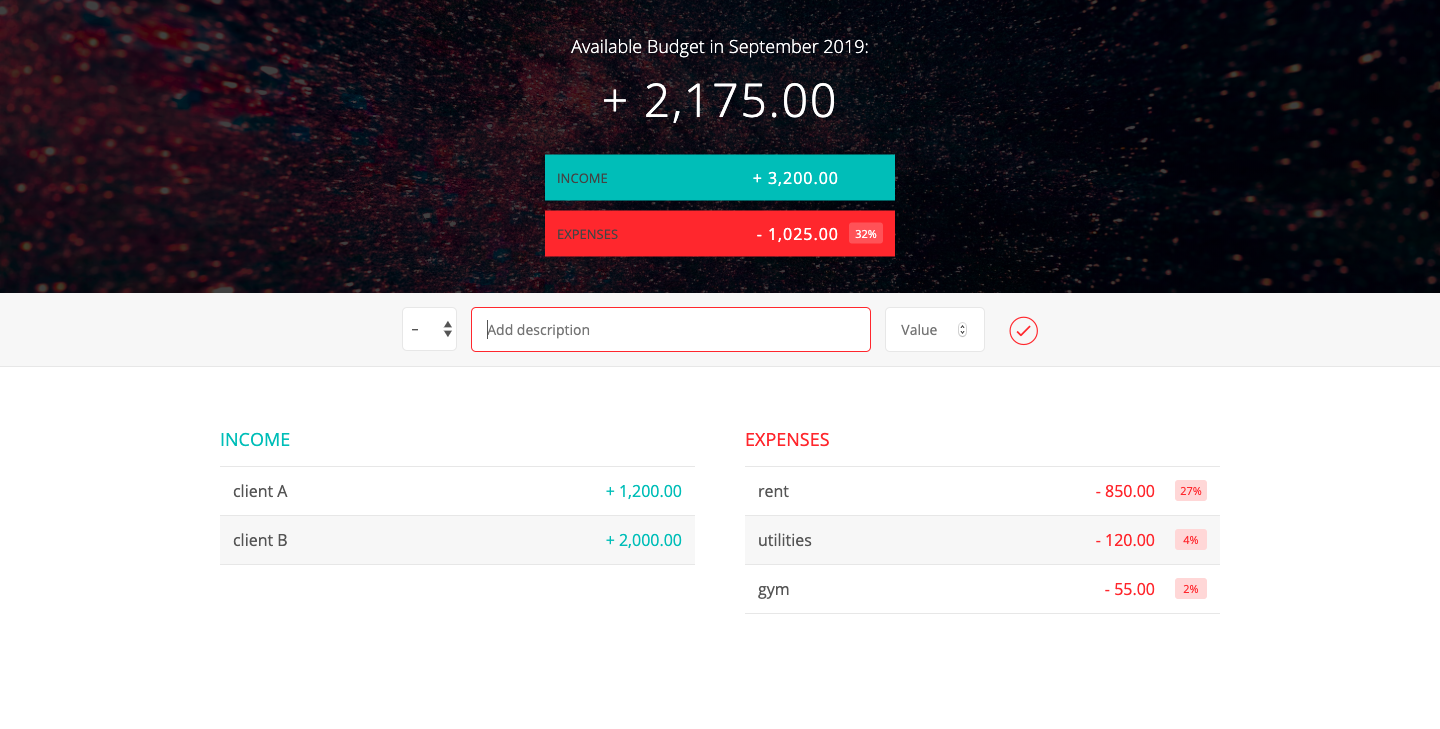 Available Budget in September 2019:
+ 2,175.00
INCOME + 3,200.00
EXPENSES - 1,025.00 32%
- Add description Value
INCOME
client A + 1,200.00
client B + 2,000.00
EXPENSES
rent - 850.00 27%
utilities - 120.00 4%
gym - 55.00 2%